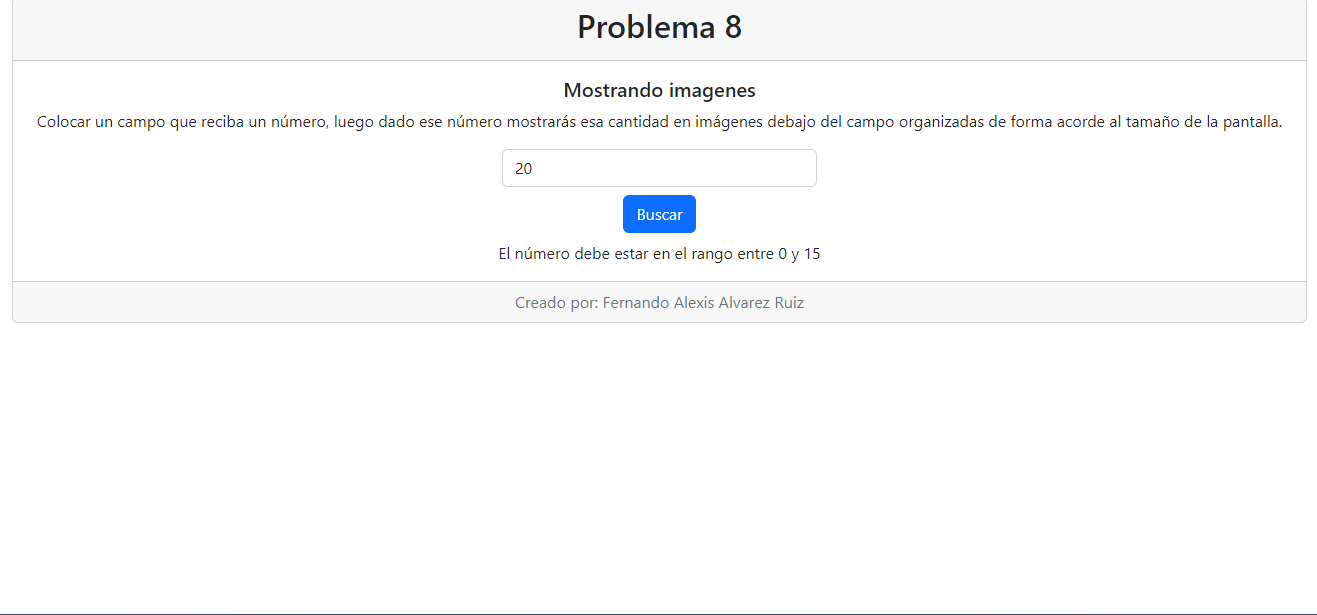 Problema 8
Mostrando imagenes
Colocar un campo que reciba un número, luego dado ese número mostrarás esa cantidad en imágenes debajo del campo organizadas de forma acorde al tamaño de la pantalla.
20
Buscar
El número debe estar en el rango entre 0 y 15
Creado por: Fernando Alexis Alvarez Ruiz